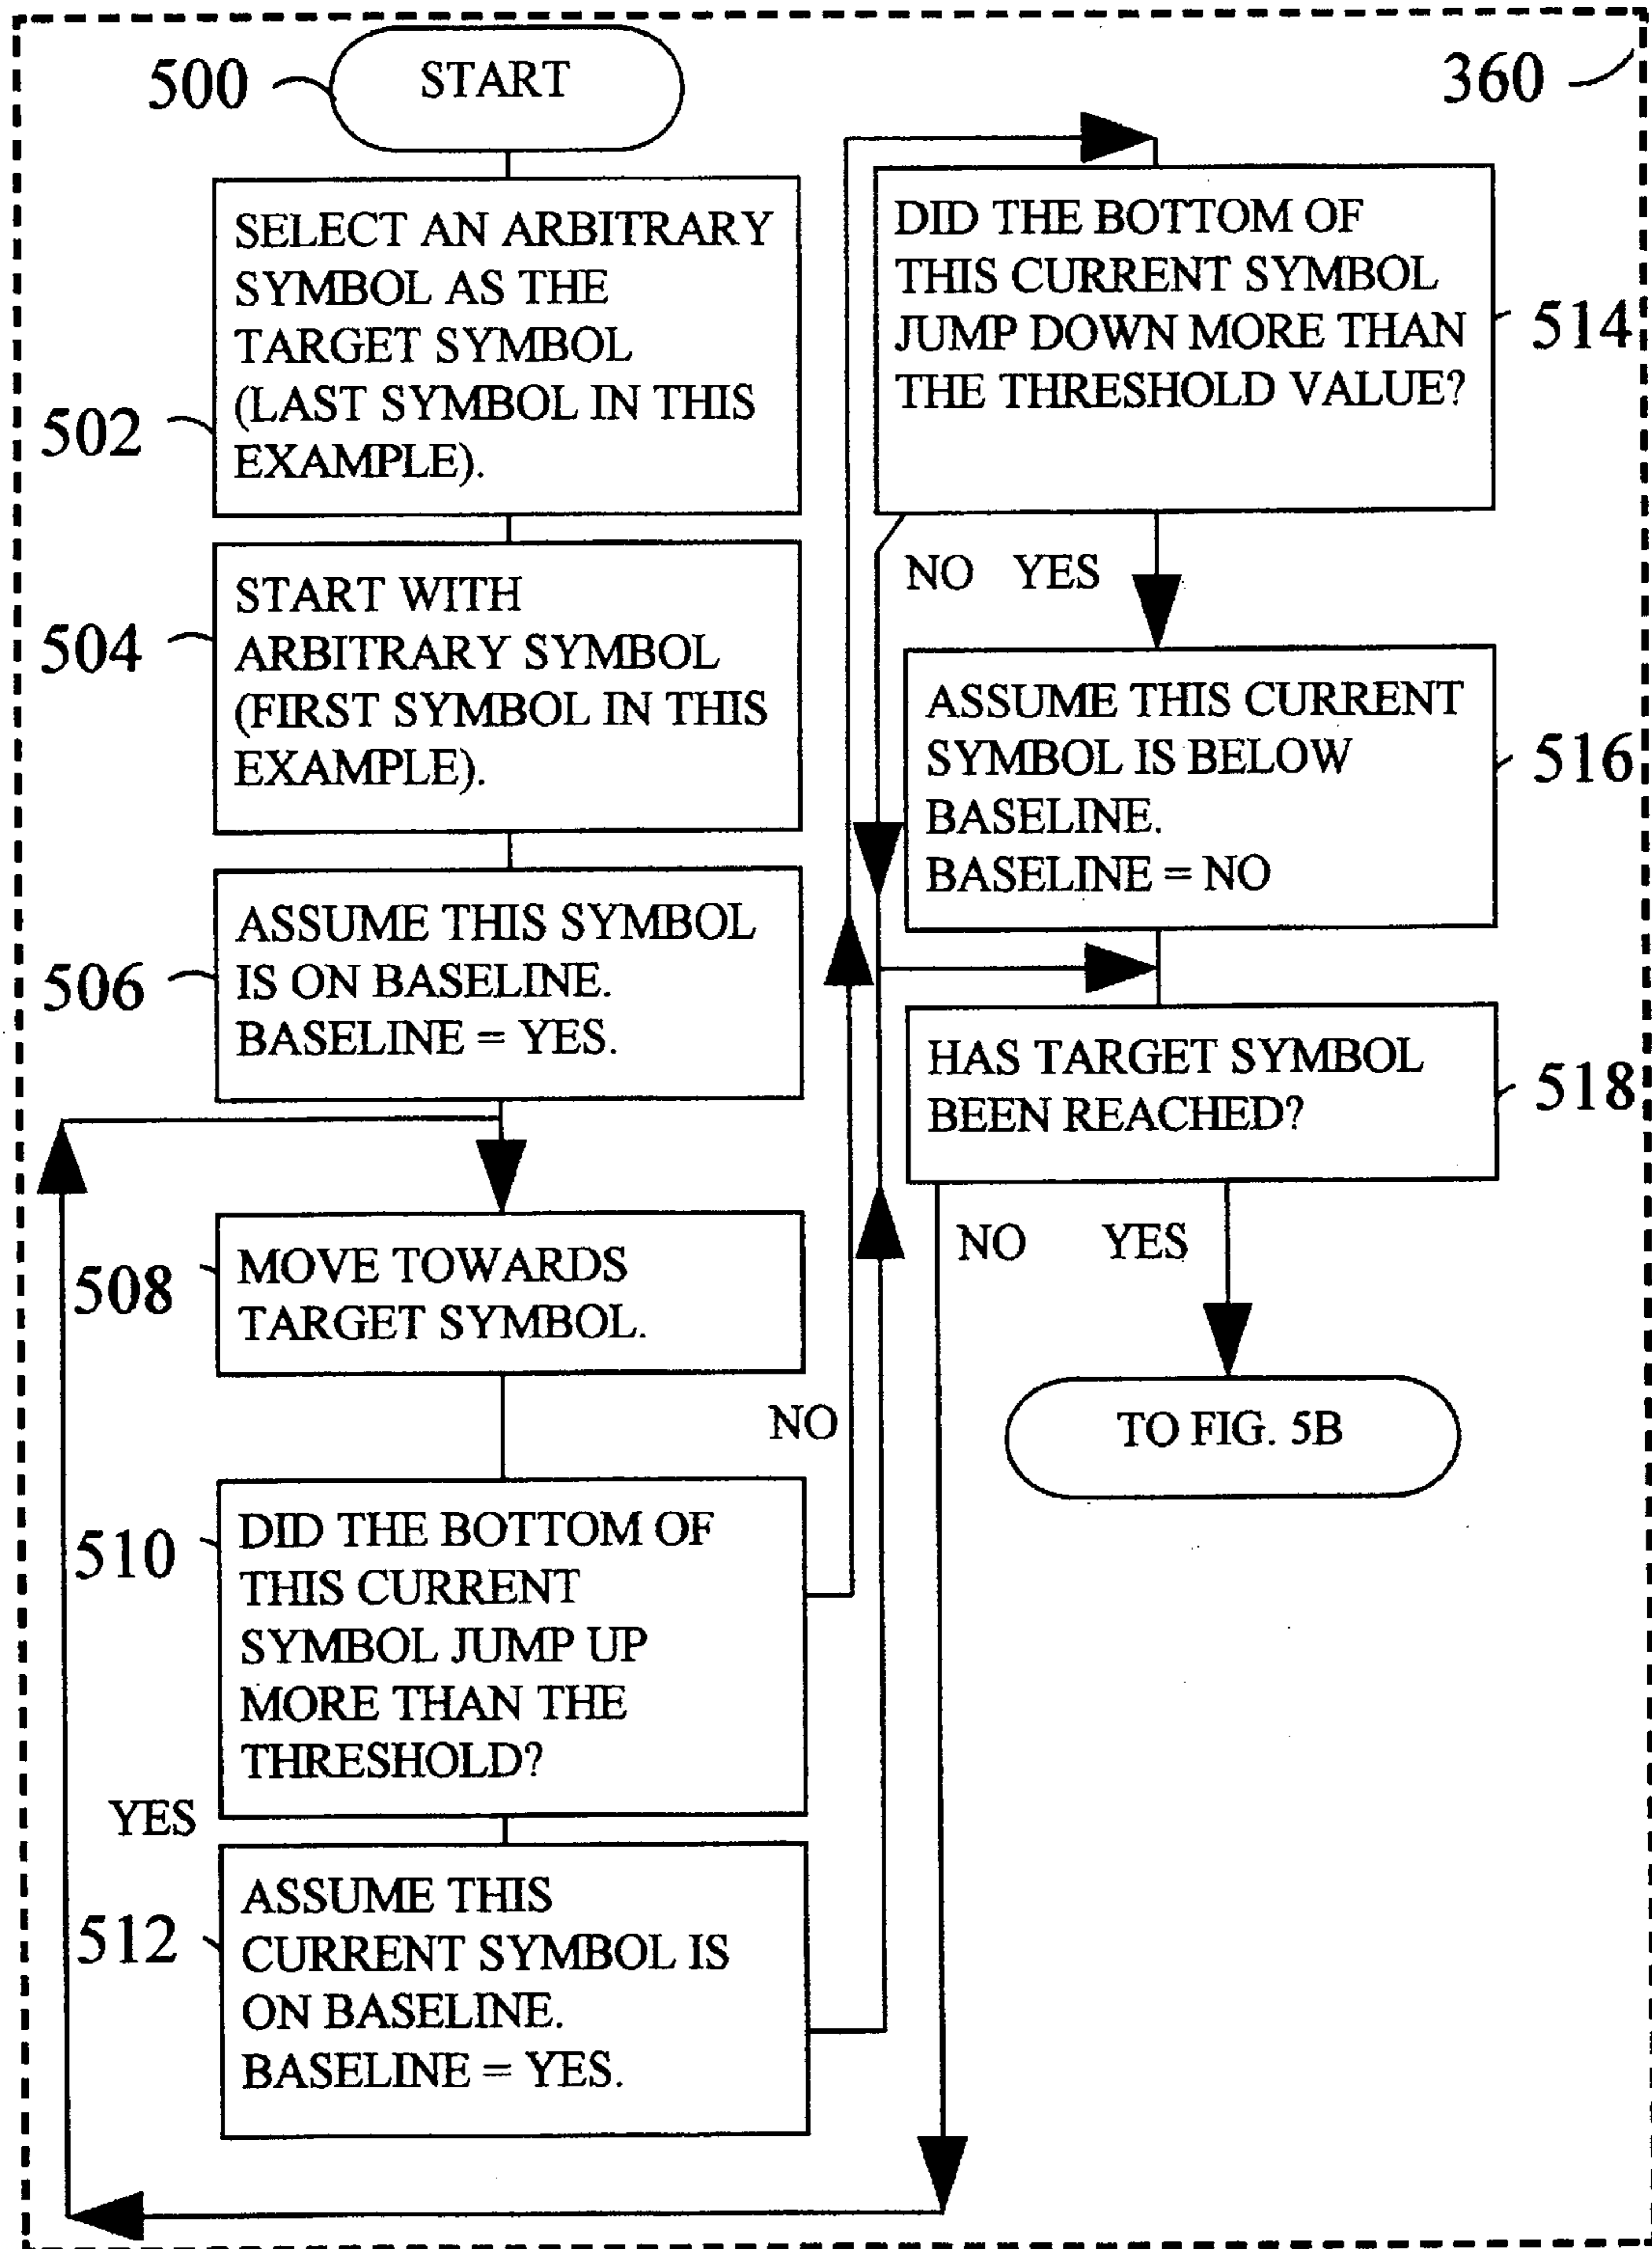 360
500
START
502
SELECT AN ARBITRARY
SYMBOL AS THE
TARGET SYMBOL
(LAST SYMBOL IN THIS
EXAMPLE).
504
START WITH
ARBITRARY SYMBOL
(FIRST SYMBOL IN THIS
EXAMPLE).
506
ASSUME THIS SYMBOL
IS ON BASELINE.
BASELINE = YES.
508
MOVE TOWARDS
TARGET SYMBOL.
NO
510
DID THE BOTTOM OF
THIS CURRENT
SYMBOL JUMP UP
MORE THAN THE
THRESHOLD?
YES
512
ASSUME THIS
CURRENT SYMBOL IS
ON BASELINE.
BASELINE = YES.
DID THE BOTTOM OF
THIS CURRENT SYMBOL
JUMP DOWN MORE THAN
THE THRESHOLD VALUE?
514
NO YES
ASSUME THIS CURRENT
SYMBOL IS BELOW
BASELINE.
BASELINE = NO
516
HAS TARGET SYMBOL
BEEN REACHED?
518
NO YES
TO FIG. 5B